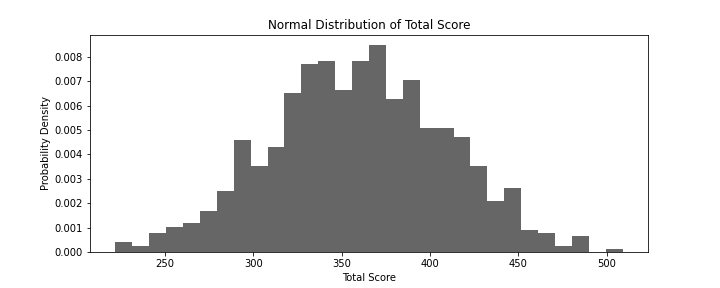 Normal Distribution of Total Score
0.008
0.007
0.006
0.005
0.004
0.003
0.002
0.001
0.000
Probability Density
250 300 350 400 450 500
Total Score